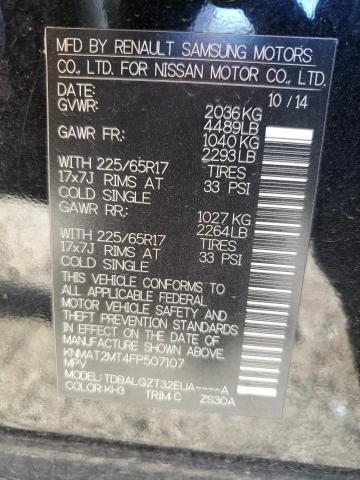 MFD BY RENAULT SAMSUNG MOTORS
CO., LTD. FOR NISSAN MOTOR CO., LTD.
DATE: 10/14
GVWR: 2036KG
4489LB
GAWR FR: 1040KG
2293LB
WITH 225/65R17 TIRES
17x7J RIMS AT 33 PSI
COLD SINGLE
GAWR RR: 1027KG
2264LB
WITH 225/65R17 TIRES
17x7J RIMS AT 33 PSI
COLD SINGLE
THIS VEHICLE CONFORMS TO
ALL APPLICABLE FEDERAL
MOTOR VEHICLE SAFETY AND
THEFT PREVENTION STANDARDS
IN EFFECT ON THE DATE OF
MANUFACTURE SHOWN ABOVE.
KNMAT2MT4FP507107
MPV
MODEL: TDBALQZT32EUA----A
COLOR: KH3 TRIM: C ZS30A